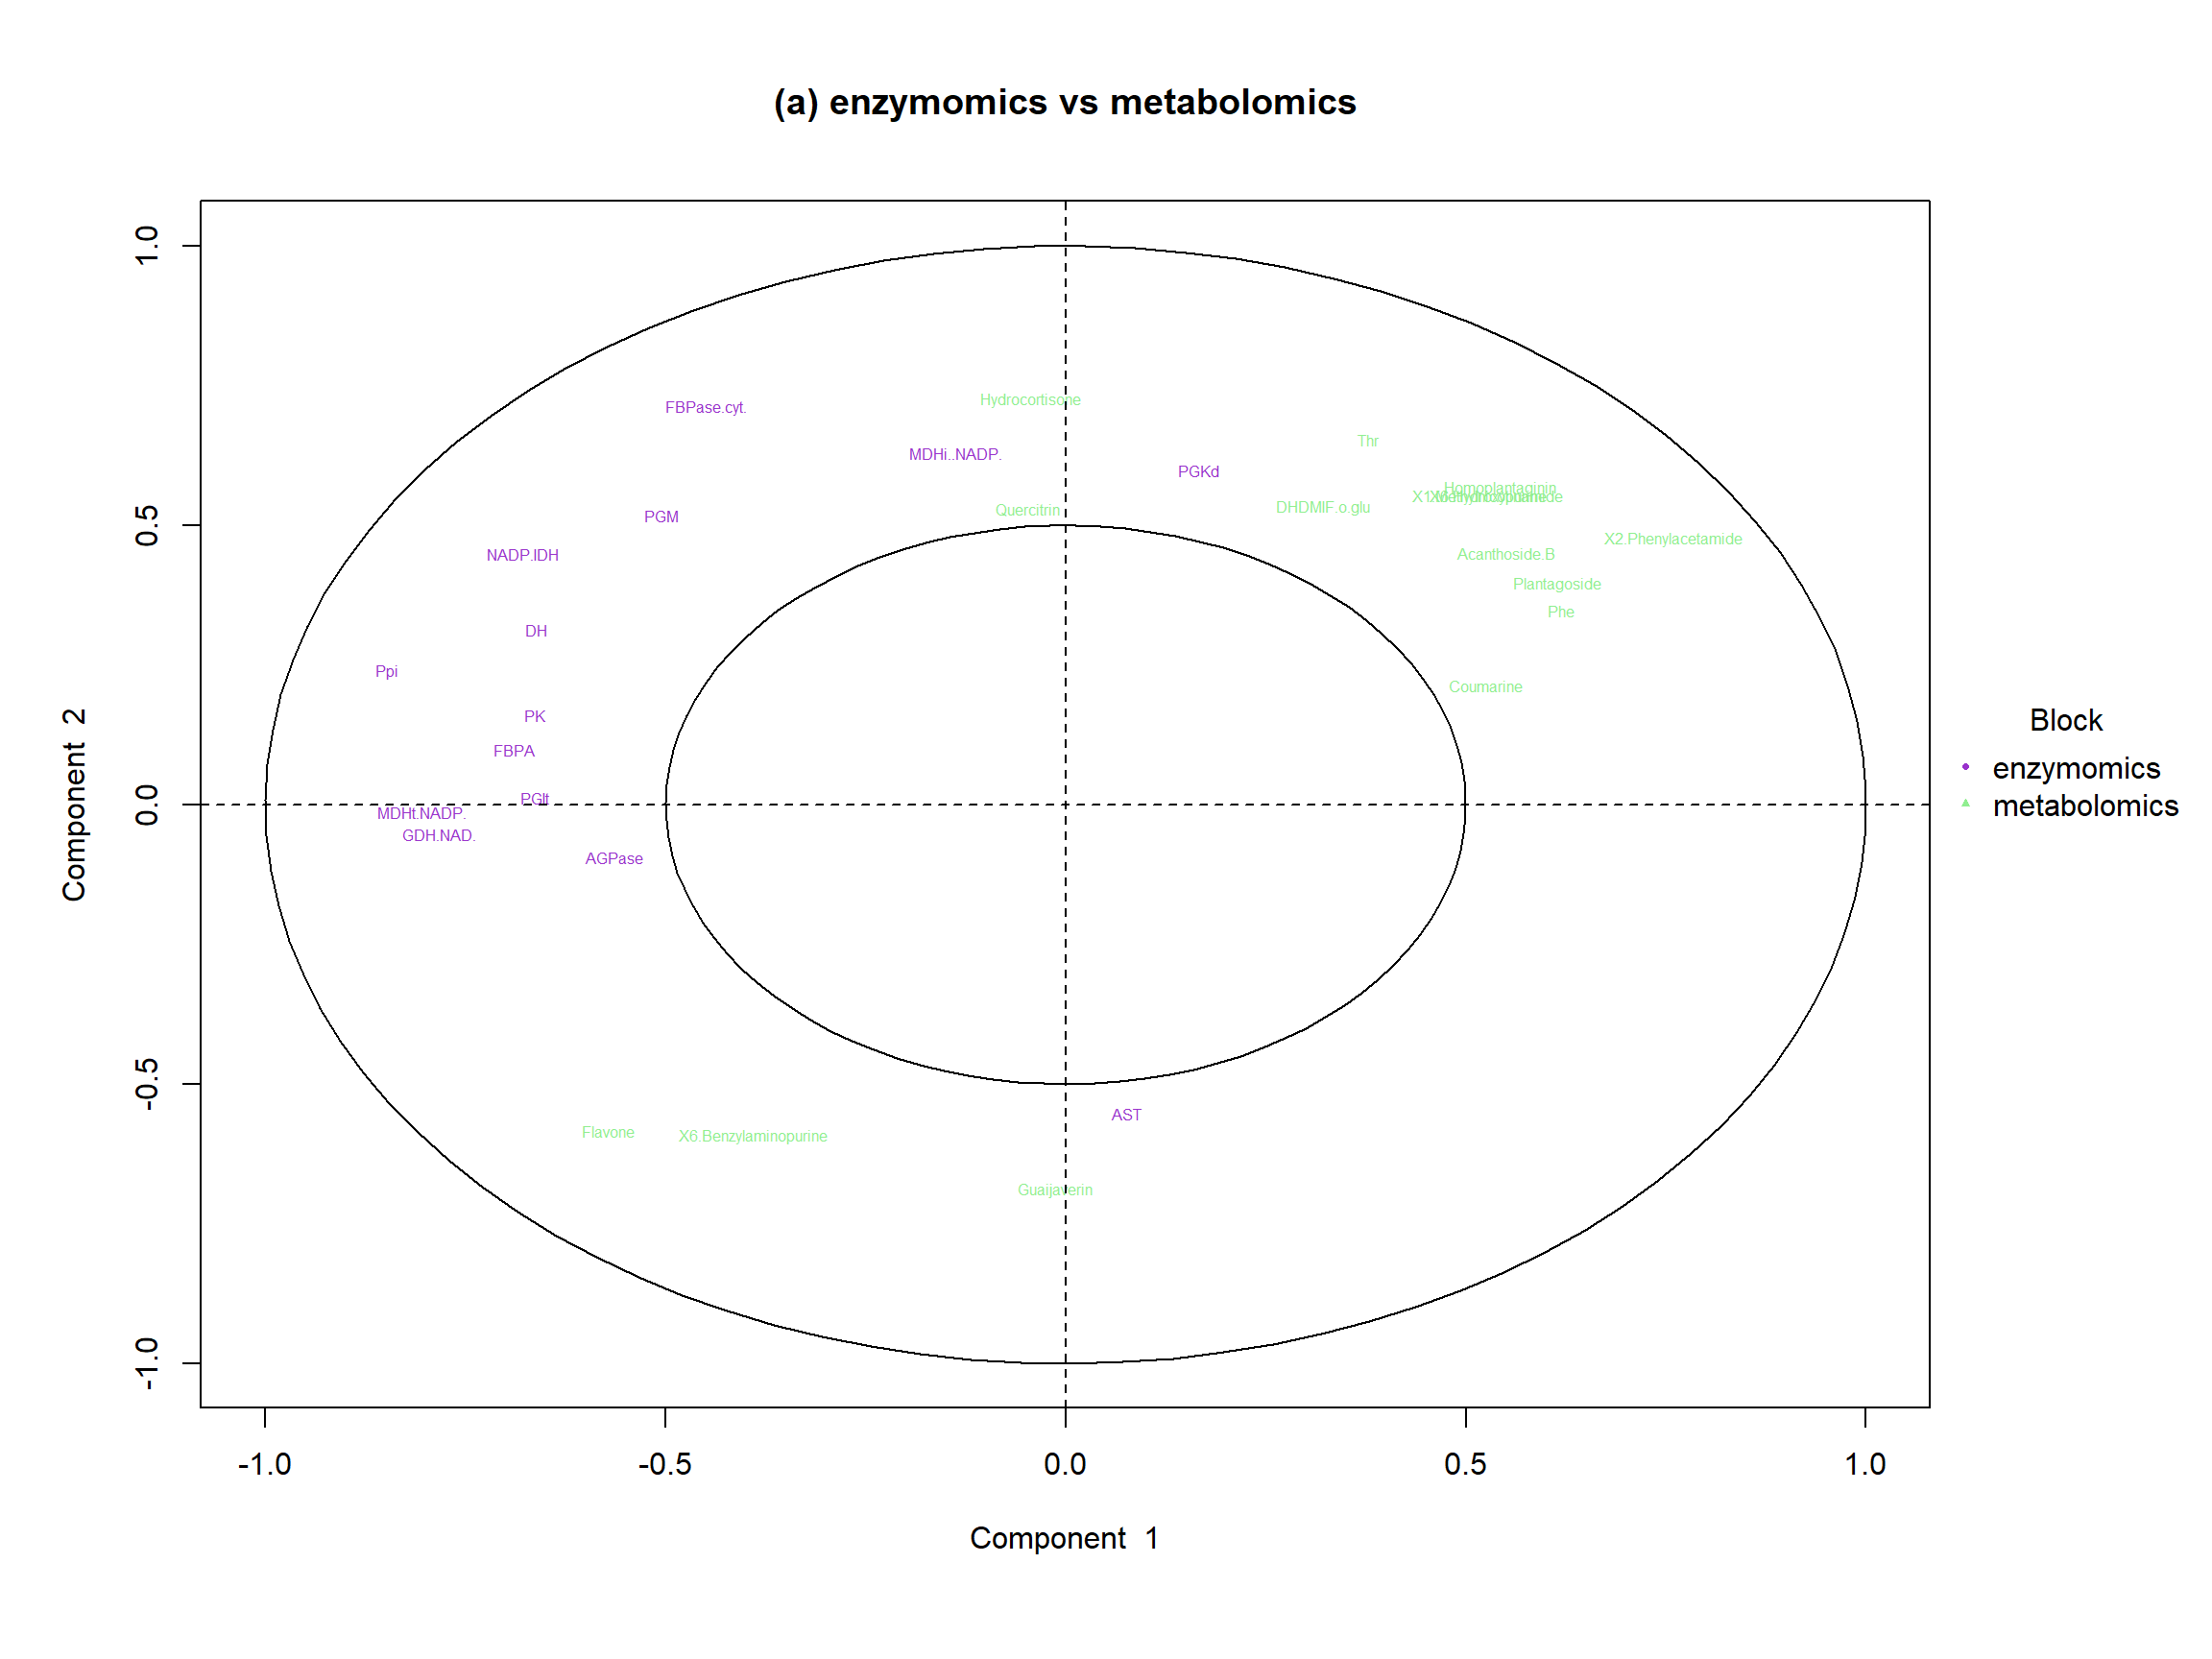 (a) enzymomics vs metabolomics
Component 2
1.0
0.5
0.0
-0.5
-1.0
Hydrocortisone
FBPase.cyt.
Thr
MDHi..NADP.
PGKd
Homoplantaginin
DHDMIF.o.glu
Quercitrin
PGM
X2.Phenylacetamide
NADP.IDH
Acanthoside.B
Plantagoside
Phe
DH
Ppi
Coumarine
PK
FBPA
PGIt
MDHt.NADP.
GDH.NAD.
AGPase
AST
Flavone
X6.Benzylaminopurine
Guaijaverin
Block
enzymomics
metabolomics
-1.0
-0.5
0.0
0.5
1.0
Component 1